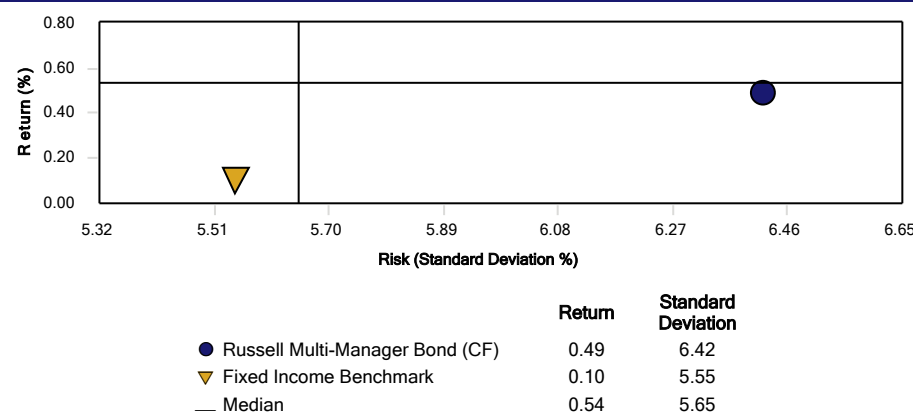 0.80
0.60
0.40
0.20
0.00
Return (%)
5.32 5.51 5.70 5.89 6.08 6.27 6.46 6.65
Risk (Standard Deviation %)
Return Standard Deviation
Russell Multi-Manager Bond (CF) 0.49 6.42
Fixed Income Benchmark 0.10 5.55
Median 0.54 5.65